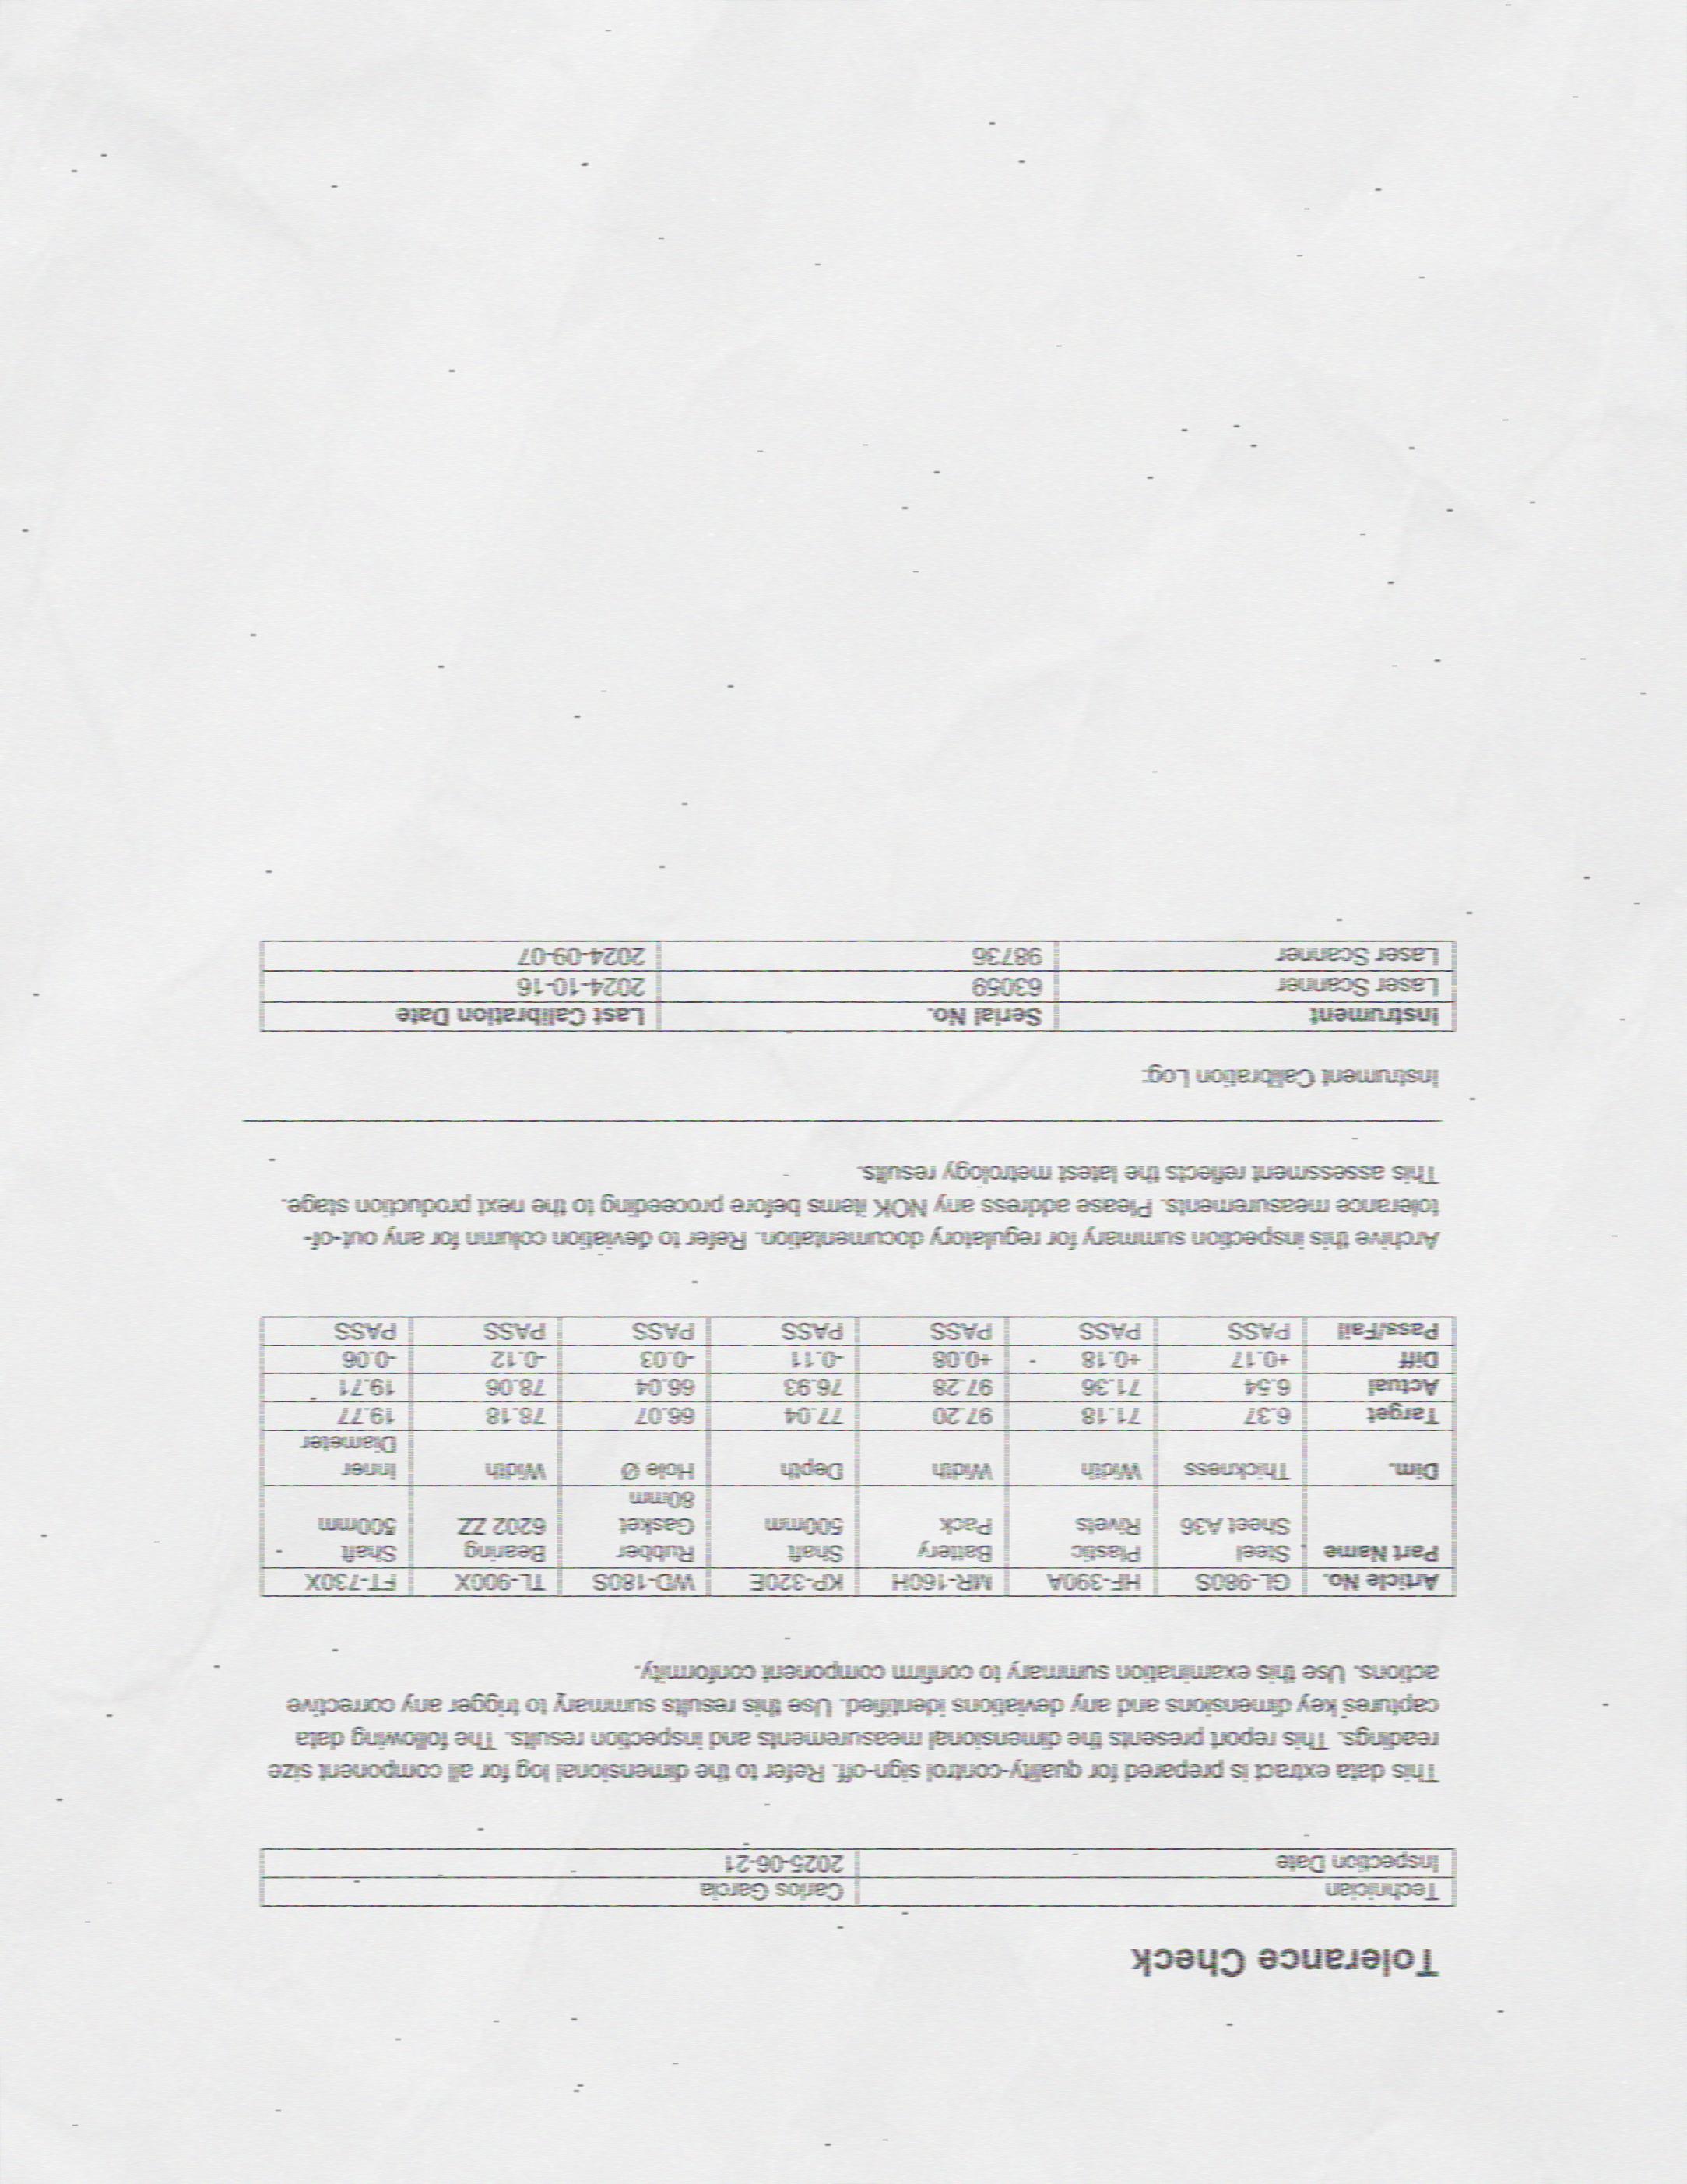 Tolerance Check
Technician Carlos Garcia
Inspection Date 2025-06-21
This data extract is prepared for quality-control sign-off. Refer to the dimensional log for all component size
readings. This report presents the dimensional measurements and inspection results. The following data
captures key dimensions and any deviations identified. Use this results summary to trigger any corrective
actions. Use this examination summary to confirm component conformity.
Article No. GL-980S HF-390A MR-160H KP-320E WD-180S TL-900X FT-730X
Part Name Steel Plastic Battery Shaft Rubber Bearing Shaft
Sheet A36 Rivets Pack 500mm Gasket 6202 ZZ 500mm
80mm
Dim. Thickness Width Width Depth Hole Ø Width Inner
Diameter
Target 6.37 71.18 97.20 77.04 66.07 78.18 19.77
Actual 6.54 71.36 97.28 76.93 66.04 78.06 19.71
Diff +0.17 +0.18 +0.08 -0.11 -0.03 -0.12 -0.06
Pass/Fail PASS PASS PASS PASS PASS PASS PASS
Archive this inspection summary for regulatory documentation. Refer to deviation column for any out-of-
tolerance measurements. Please address any NOK items before proceeding to the next production stage.
This assessment reflects the latest metrology results.
Instrument Calibration Log:
Instrument Serial No. Last Calibration Date
Laser Scanner 63059 2024-10-16
Laser Scanner 98736 2024-09-07